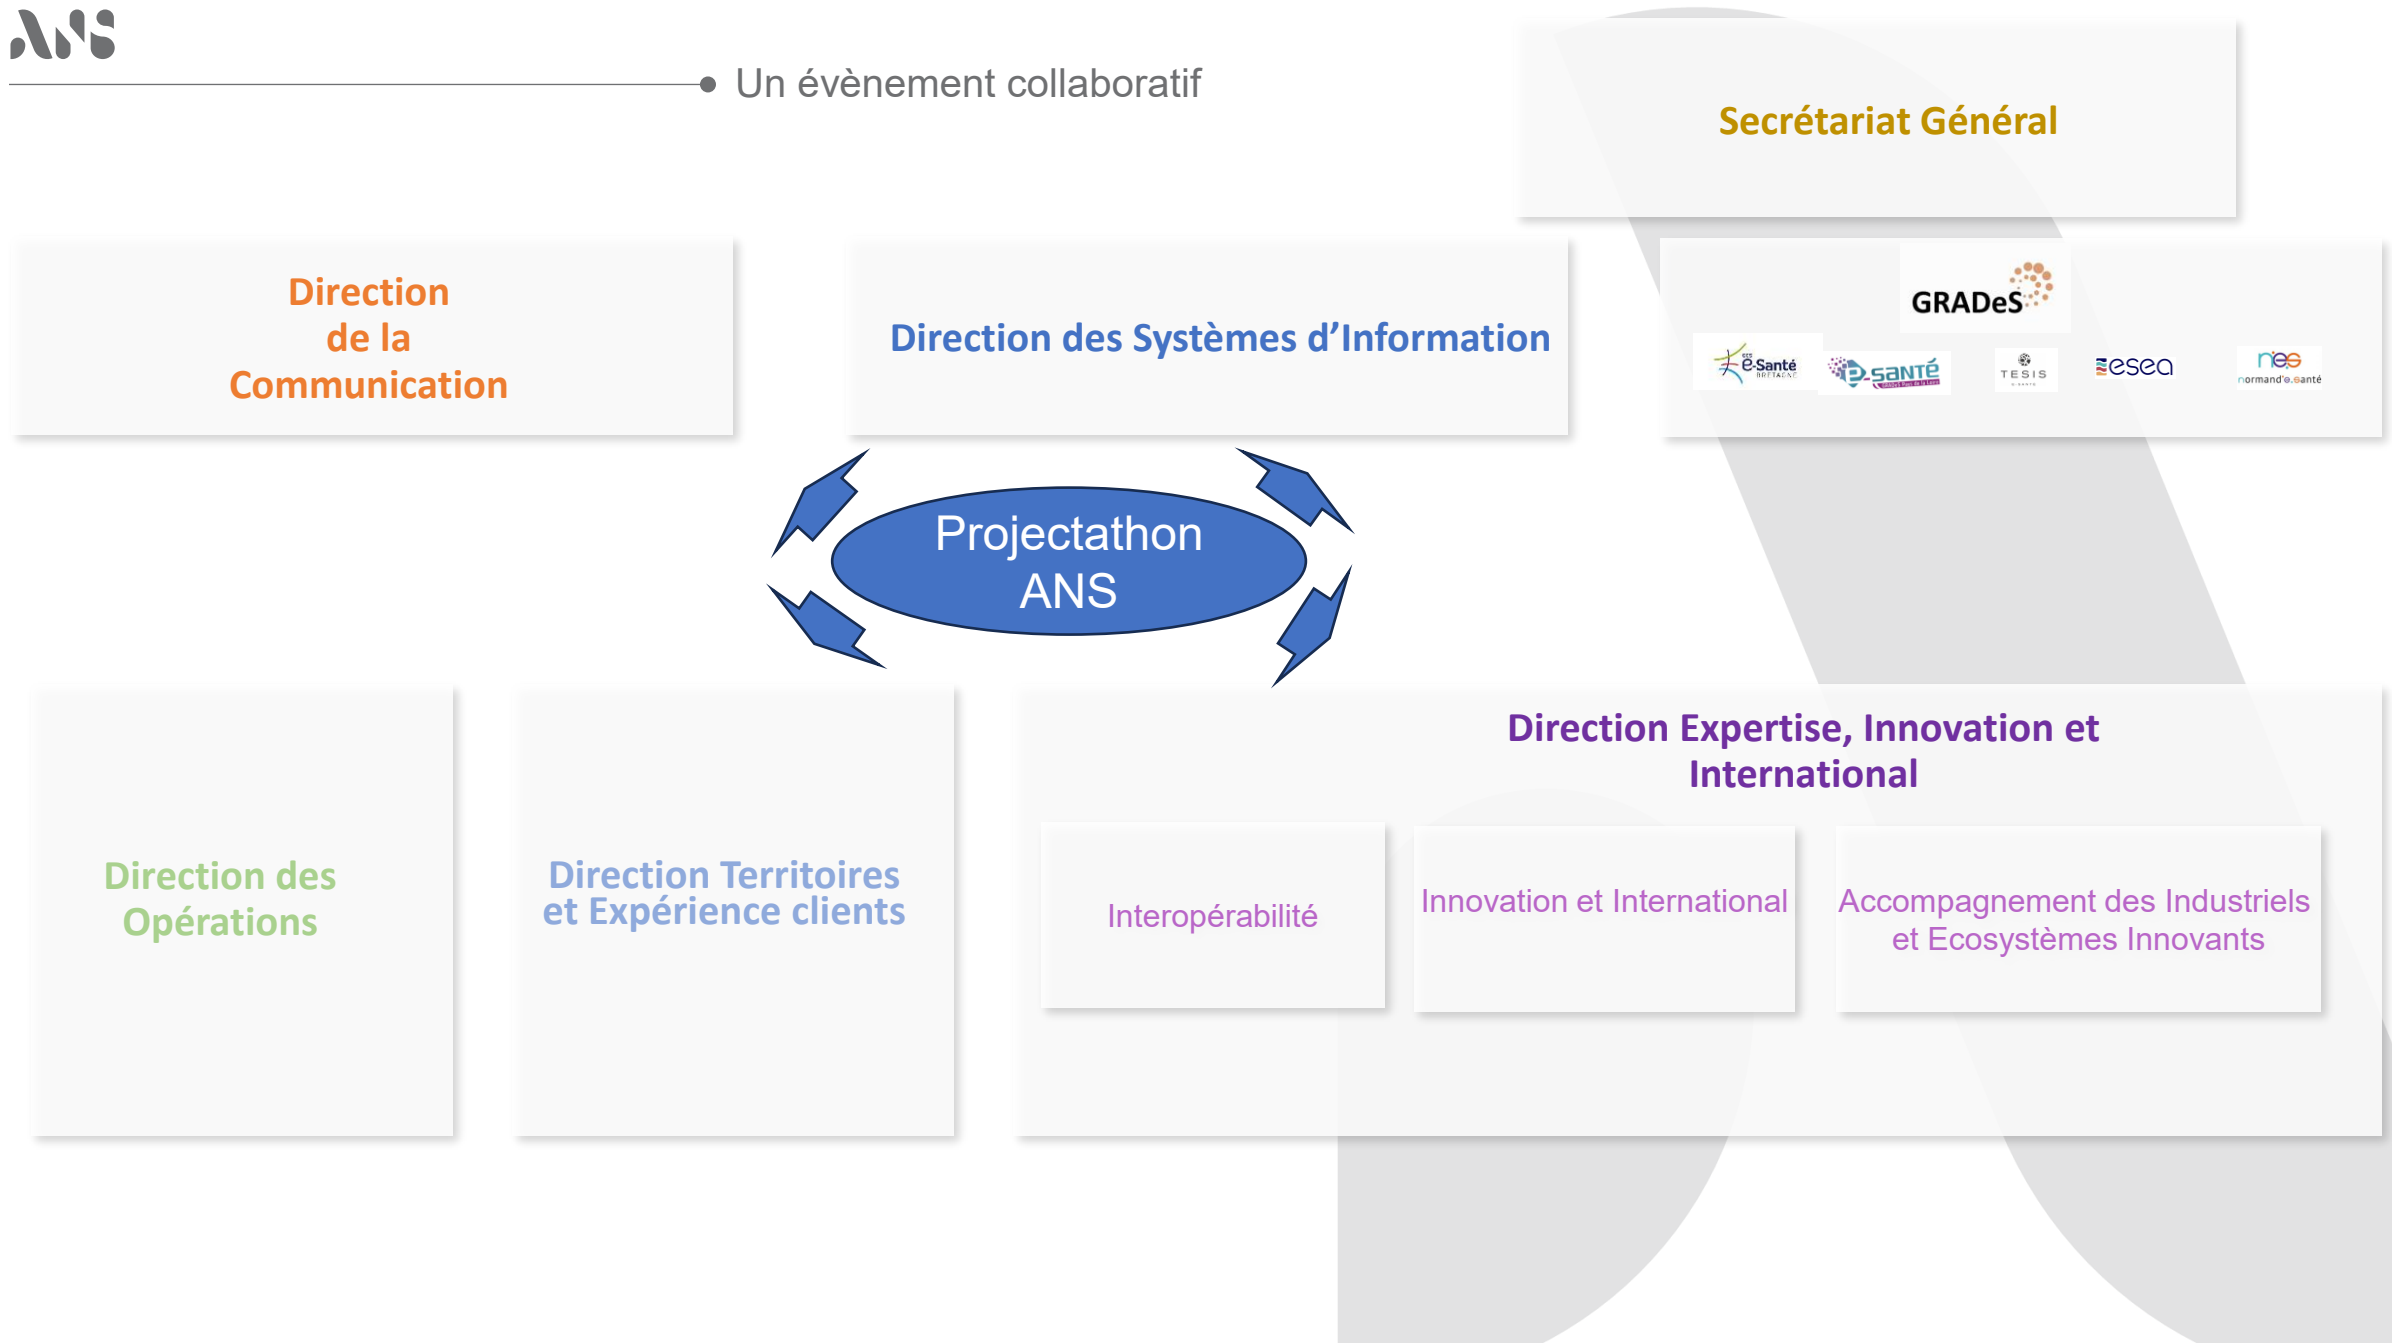 ANS
Un évènement collaboratif
Secrétariat Général
Direction
de la
Communication
Direction des Systèmes d’Information
GRADeS
e-Santé
BRETAGNE
e-santé
TESIS
esea
nes
normand'e.santé
Projectathon
ANS
Direction des
Opérations
Direction Territoires
et Expérience clients
Direction Expertise, Innovation et
International
Interopérabilité
Innovation et International
Accompagnement des Industriels
et Ecosystèmes Innovants